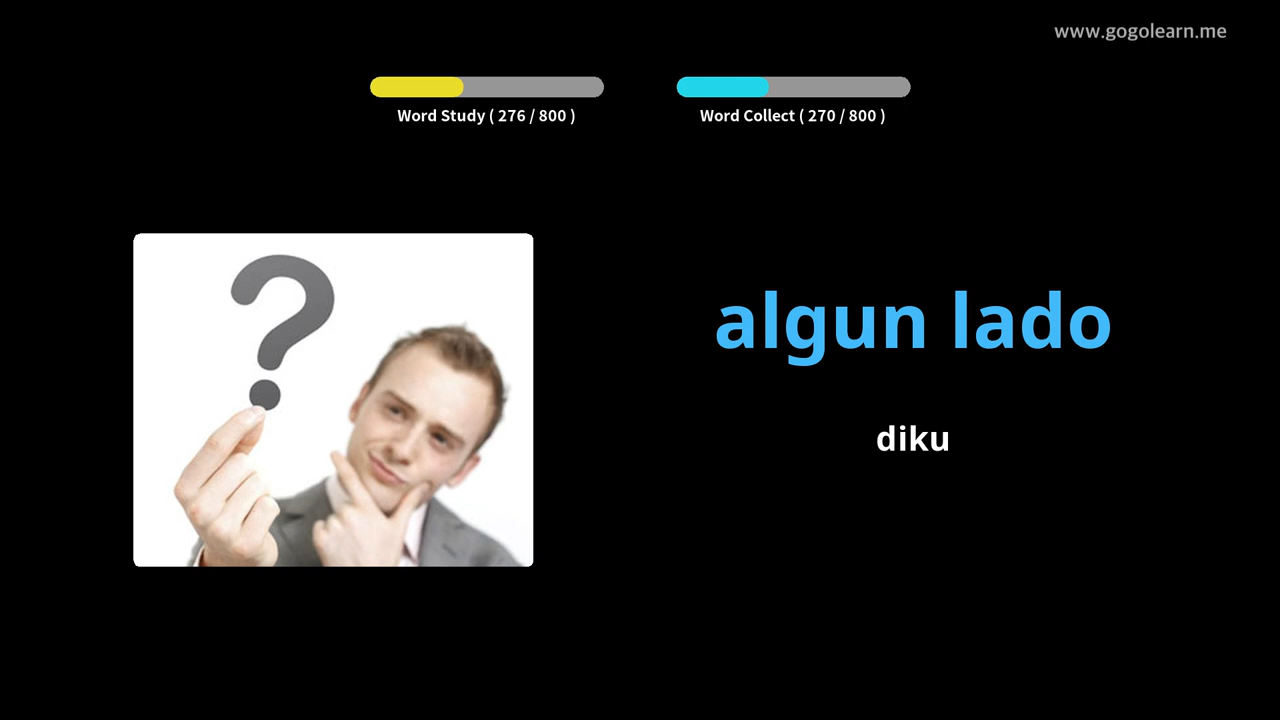 www.gogolearn.me
Word Study ( 276 / 800 )
Word Collect ( 270 / 800 )
?
algun lado
diku